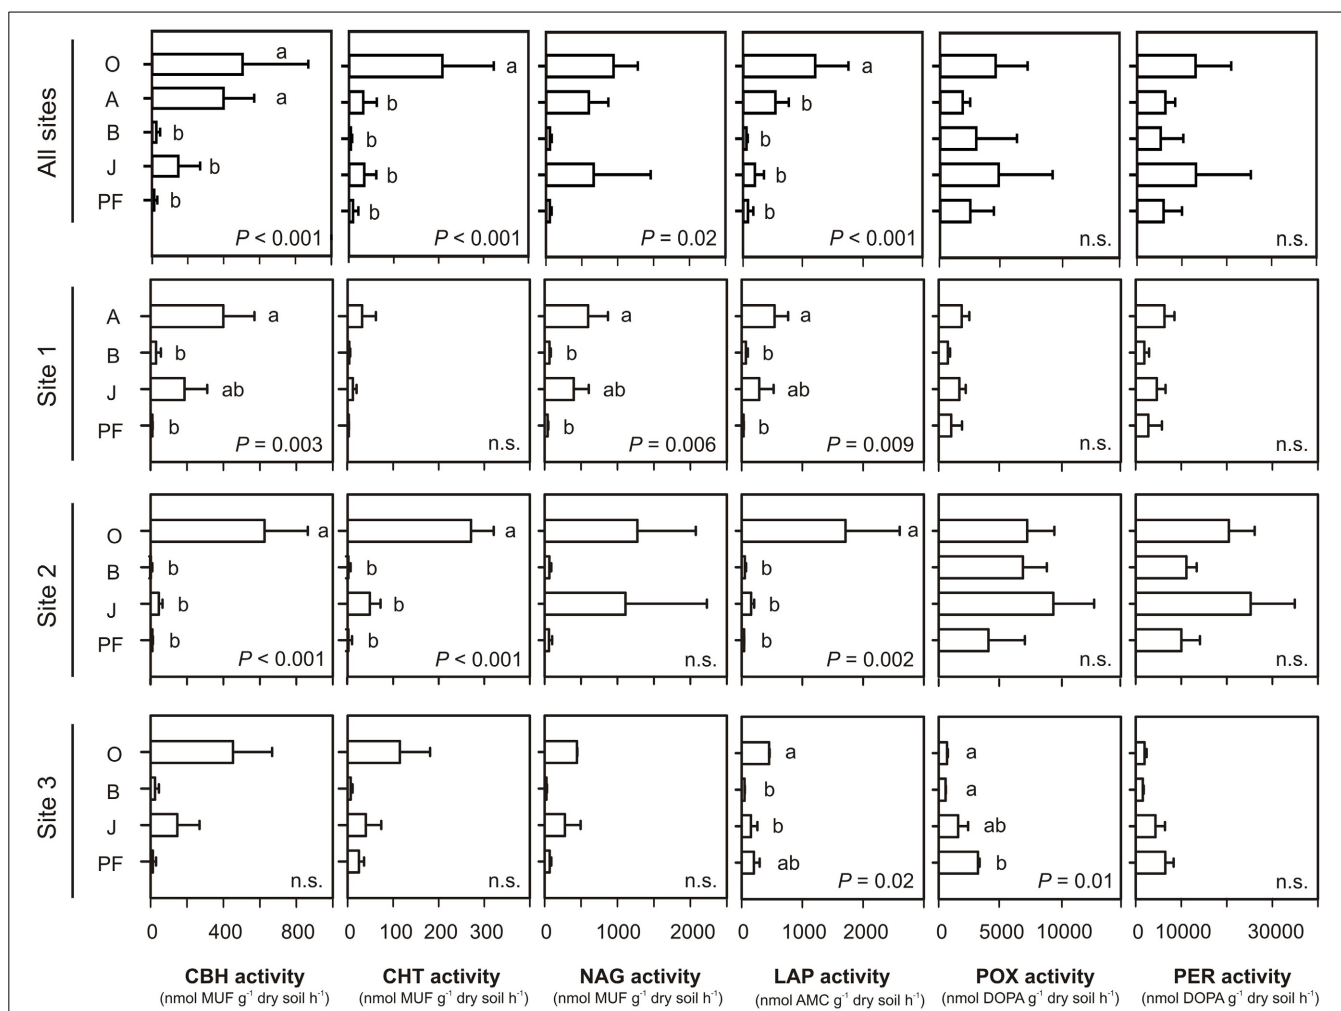 All sites
O
a
a
A
a
b
B
b
b
b
J
b
b
b
PF
b
b
b
P < 0.001
P < 0.001
P = 0.02
P < 0.001
n.s.
n.s.
Site 1
A
a
a
a
B
b
b
b
J
ab
ab
ab
PF
b
b
b
P = 0.003
n.s.
P = 0.006
P = 0.009
n.s.
n.s.
Site 2
O
a
a
a
B
b
b
b
J
b
b
b
PF
b
b
b
P < 0.001
P < 0.001
n.s.
P = 0.002
n.s.
n.s.
Site 3
O
a
a
B
b
a
J
b
ab
PF
ab
b
n.s.
n.s.
n.s.
P = 0.02
P = 0.01
n.s.
0 400 800
0 100 200 300
0 1000 2000
0 1000 2000
0 5000 10000
0 10000 30000
CBH activity
(nmol MUF g⁻¹ dry soil h⁻¹)
CHT activity
(nmol MUF g⁻¹ dry soil h⁻¹)
NAG activity
(nmol MUF g⁻¹ dry soil h⁻¹)
LAP activity
(nmol AMC g⁻¹ dry soil h⁻¹)
POX activity
(nmol DOPA g⁻¹ dry soil h⁻¹)
PER activity
(nmol DOPA g⁻¹ dry soil h⁻¹)